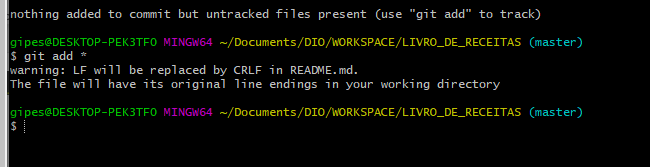 nothing added to commit but untracked files present (use "git add" to track)
gipes@DESKTOP-PEK3TFO MINGW64 ~/Documents/DIO/WORKSPACE/LIVRO_DE_RECEITAS (master)
$ git add *
warning: LF will be replaced by CRLF in README.md.
The file will have its original line endings in your working directory
gipes@DESKTOP-PEK3TFO MINGW64 ~/Documents/DIO/WORKSPACE/LIVRO_DE_RECEITAS (master)
$